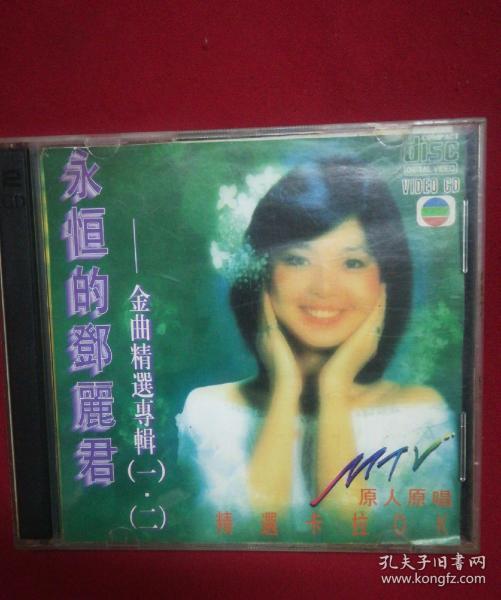 永恒的鄧麗君
——金曲精選專輯(一)·(二)
disc
DIGITAL VIDEO
VIDEO CD
2
CD
MTV
原人原唱
精選卡拉OK
孔夫子旧书网
www.kongfz.com